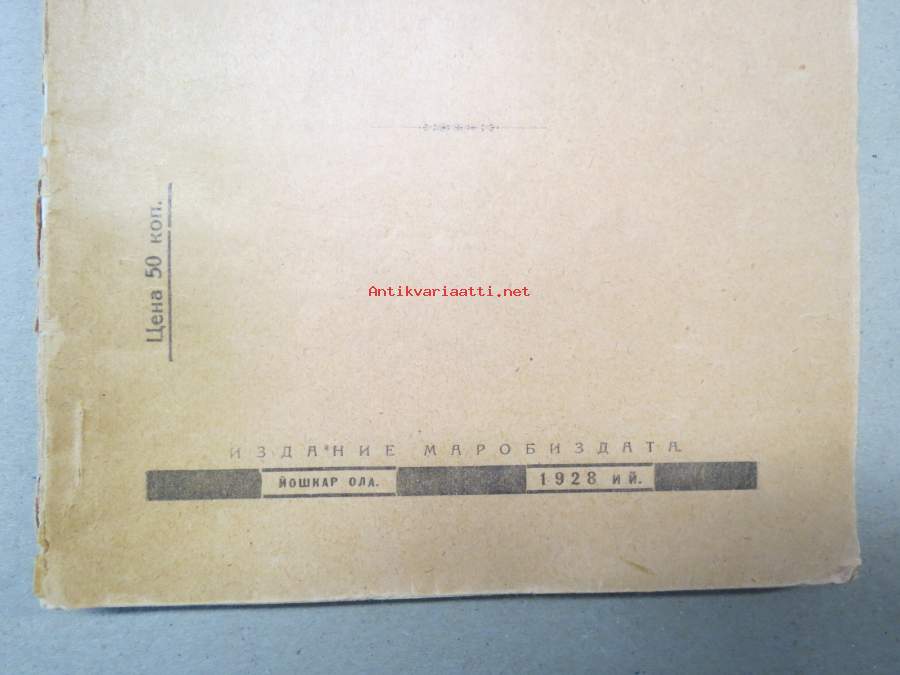 Цена 50 коп.
Antikvariaatti.net
ИЗДАНИЕ МАРОБИЗДАТА.
ЙОШКАР ОЛА.
1928 ИЙ.